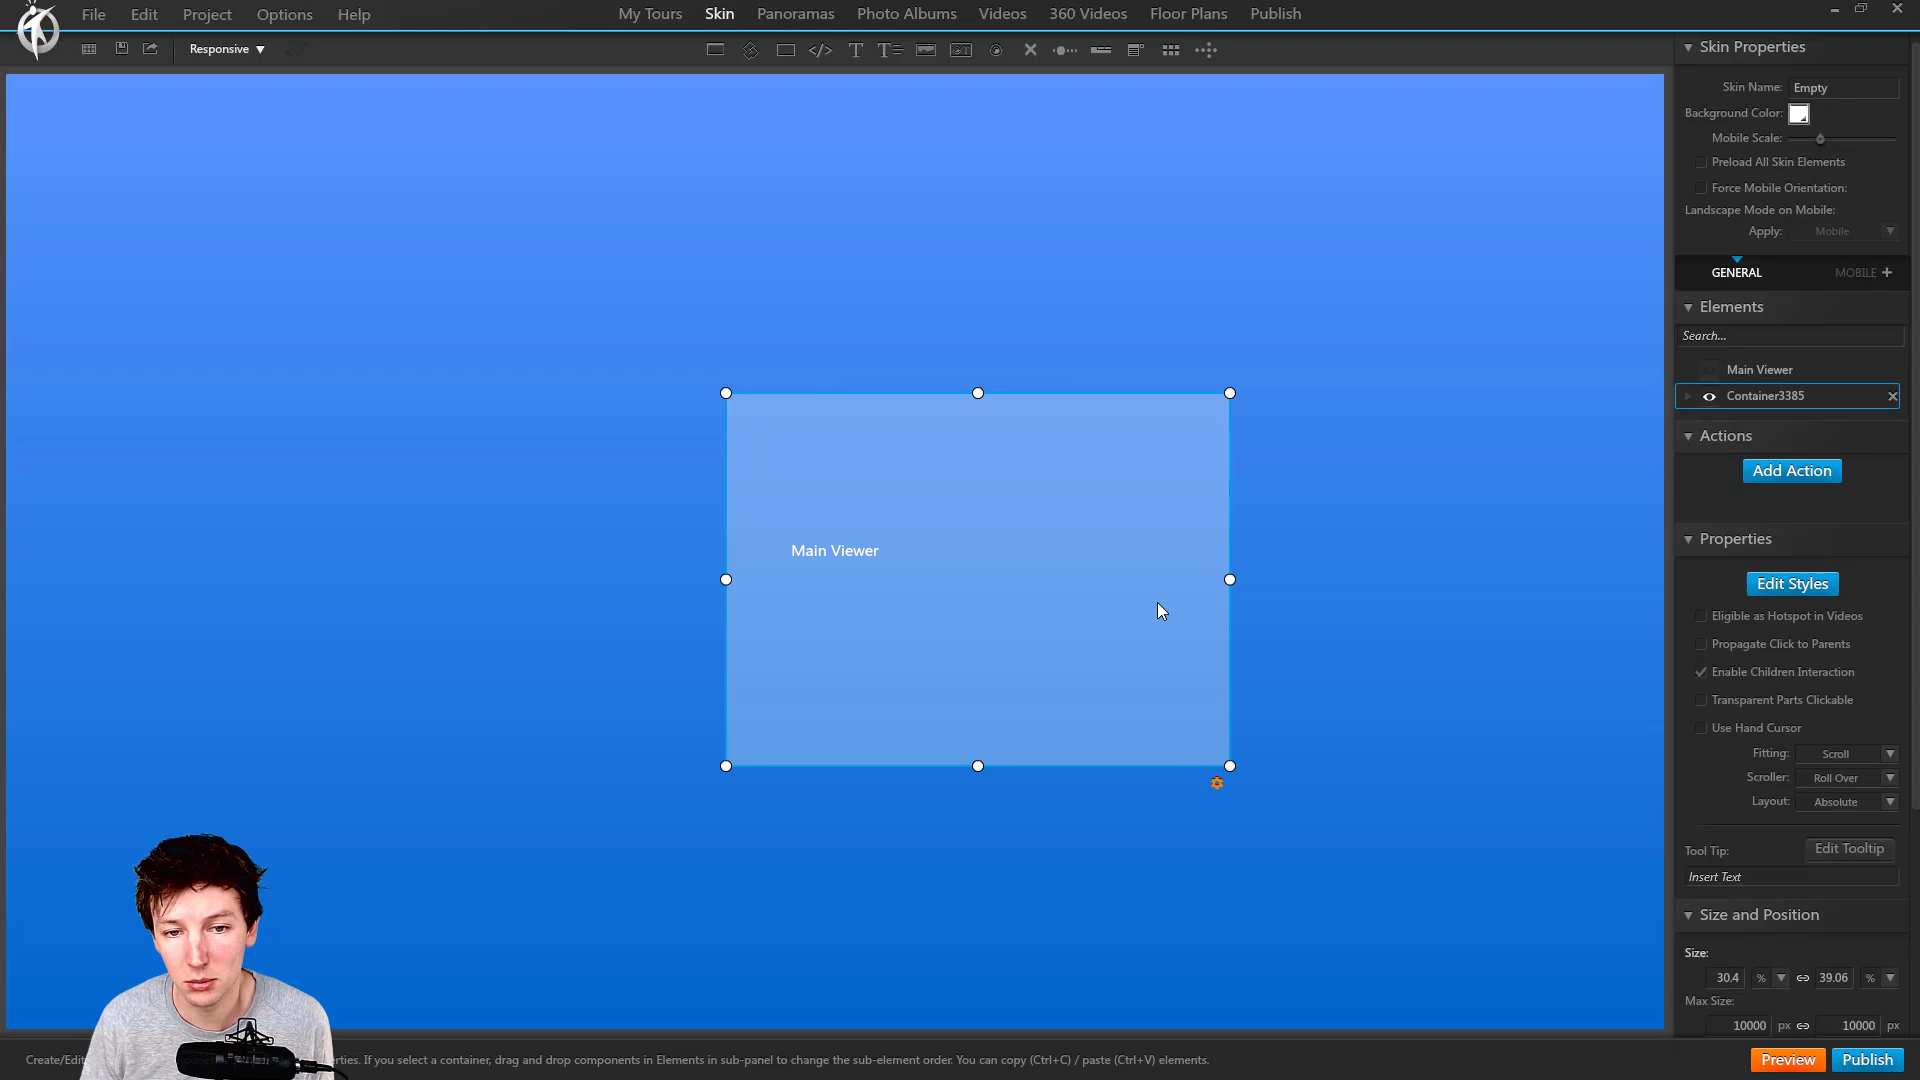 File Edit Project Options Help
My Tours Skin Panoramas Photo Albums Videos 360 Videos Floor Plans Publish
Responsive
Skin Properties
Skin Name: Empty
Background Color:
Mobile Scale:
Preload All Skin Elements
Force Mobile Orientation:
Landscape Mode on Mobile:
Apply: Mobile
GENERAL MOBILE +
Elements
Search...
Main Viewer
Container3385
Actions
Add Action
Properties
Edit Styles
Eligible as Hotspot in Videos
Propagate Click to Parents
Enable Children Interaction
Transparent Parts Clickable
Use Hand Cursor
Fitting: Scroll
Scroller: Roll Over
Layout: Absolute
Tool Tip: Edit Tooltip
Insert Text
Size and Position
Size:
30.4 % 39.06 %
Max Size:
10000 px 10000 px
Main Viewer
Create/Edit
If you select a container, drag and drop components in Elements in sub-panel to change the sub-element order. You can copy (Ctrl+C) / paste (Ctrl+V) elements.
Preview Publish